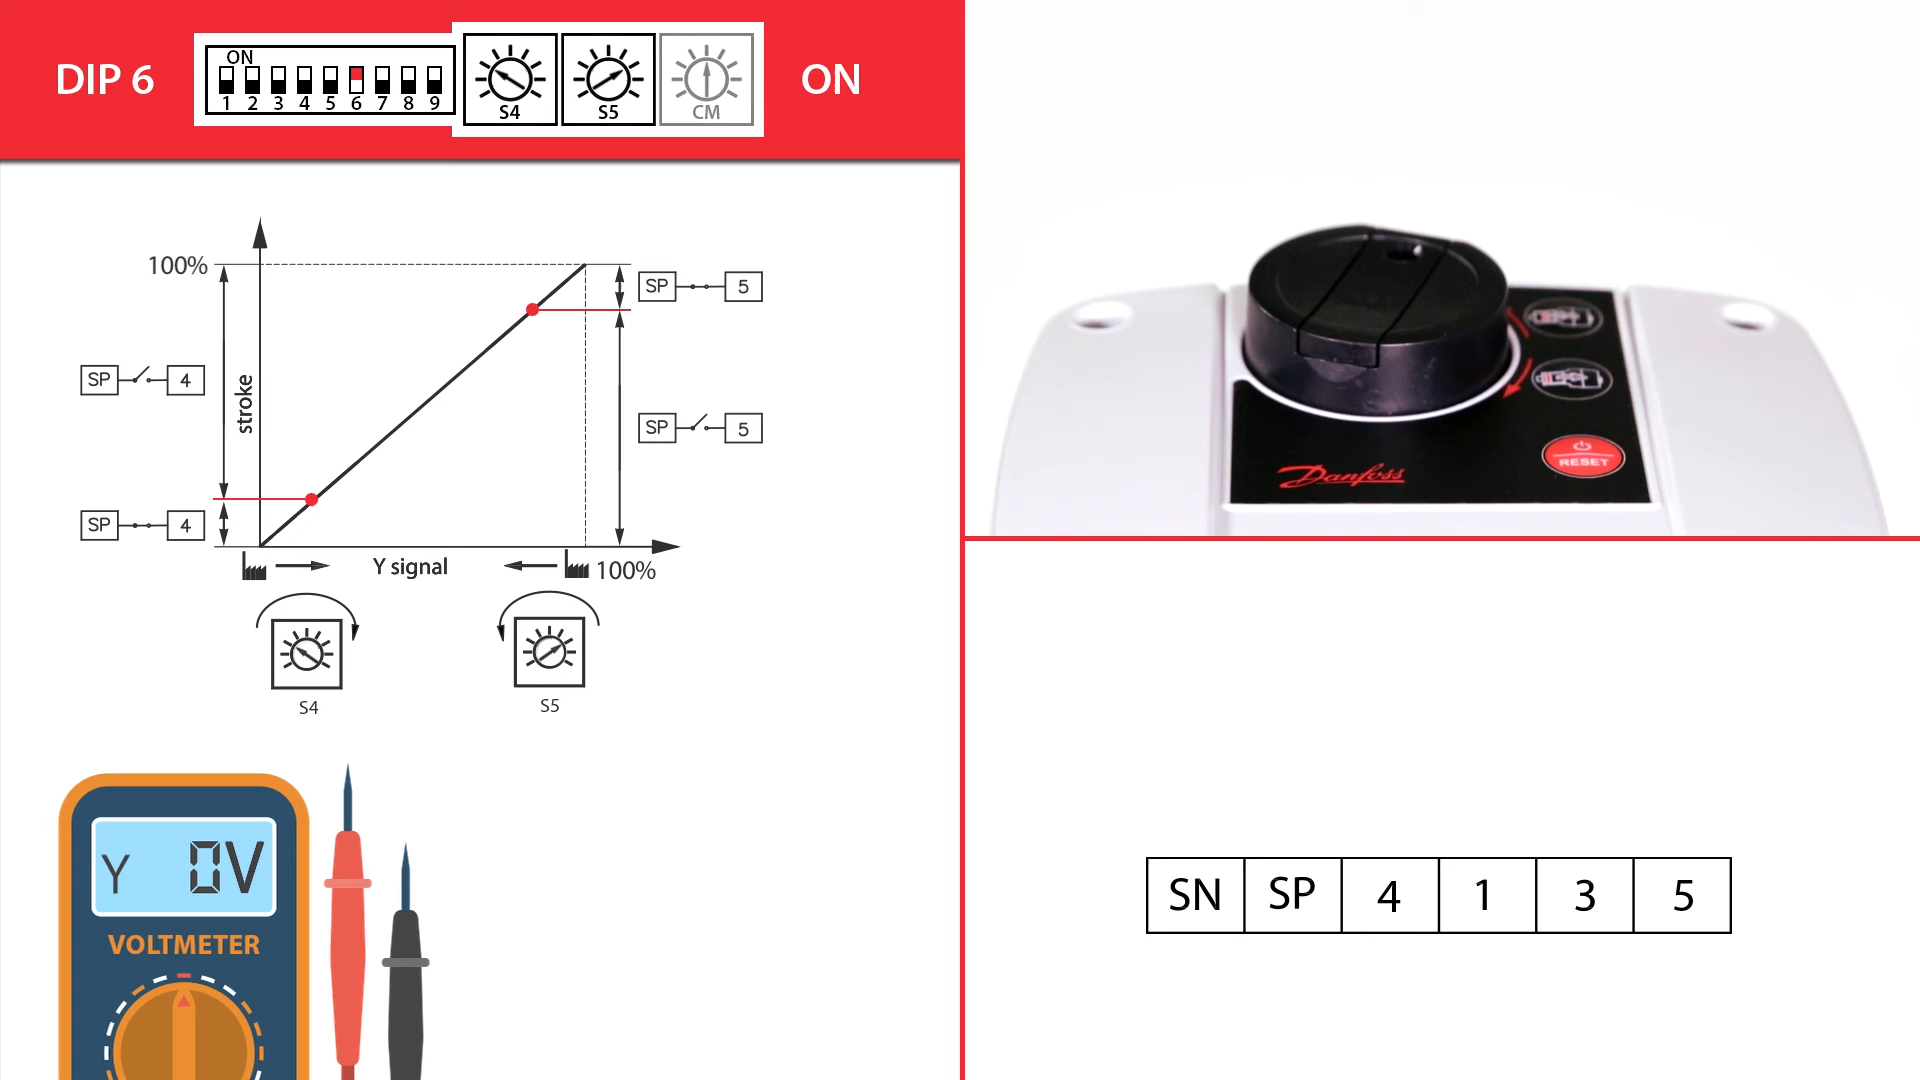 DIP 6
ON
1 2 3 4 5 6 7 8 9
S4
S5
CM
ON
100%
stroke
SP 4
SP 4
SP 5
SP 5
Y signal
100%
S4
S5
Y 0V
VOLTMETER
Danfoss
RESET
SN SP 4 1 3 5